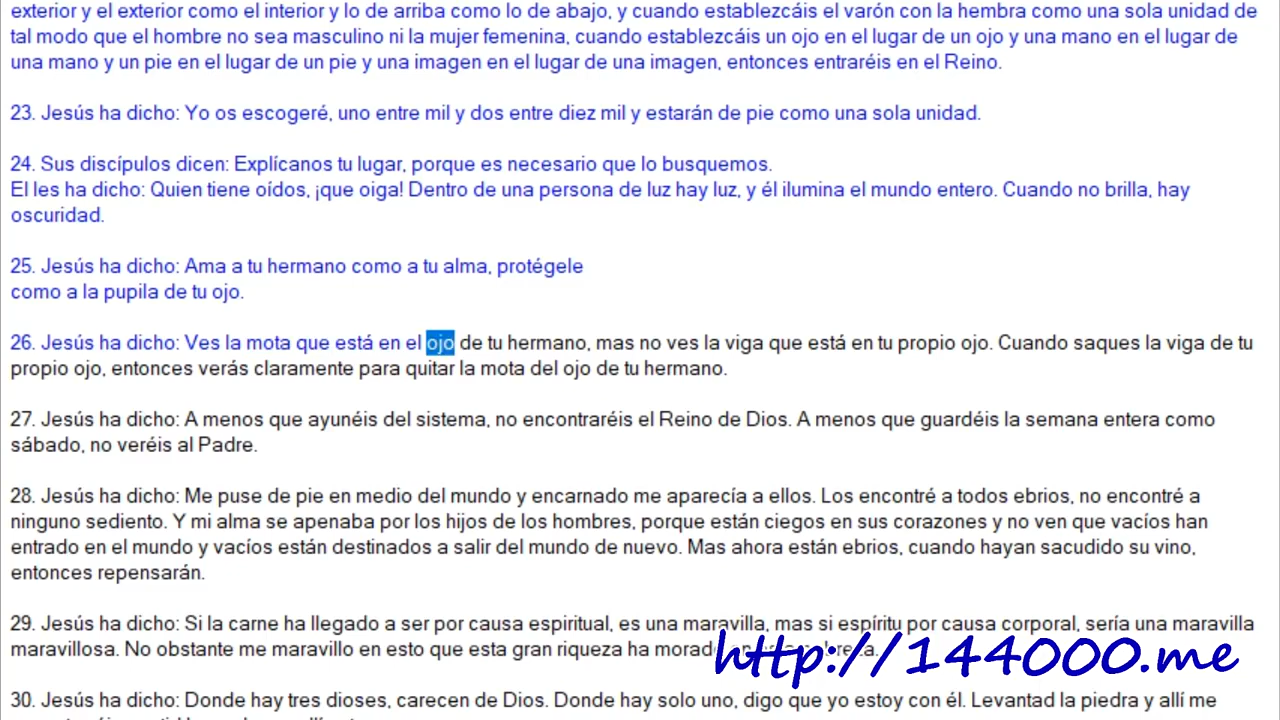 exterior y el exterior como el interior y lo de arriba como lo de abajo, y cuando establezcáis el varón con la hembra como una sola unidad de
tal modo que el hombre no sea masculino ni la mujer femenina, cuando establezcáis un ojo en el lugar de un ojo y una mano en el lugar de
una mano y un pie en el lugar de un pie y una imagen en el lugar de una imagen, entonces entraréis en el Reino.
23. Jesús ha dicho: Yo os escogeré, uno entre mil y dos entre diez mil y estarán de pie como una sola unidad.
24. Sus discípulos dicen: Explícanos tu lugar, porque es necesario que lo busquemos.
El les ha dicho: Quien tiene oídos, ¡que oiga! Dentro de una persona de luz hay luz, y él ilumina el mundo entero. Cuando no brilla, hay
oscuridad.
25. Jesús ha dicho: Ama a tu hermano como a tu alma, protégele
como a la pupila de tu ojo.
26. Jesús ha dicho: Ves la mota que está en el ojo de tu hermano, mas no ves la viga que está en tu propio ojo. Cuando saques la viga de tu
propio ojo, entonces verás claramente para quitar la mota del ojo de tu hermano.
27. Jesús ha dicho: A menos que ayunéis del sistema, no encontraréis el Reino de Dios. A menos que guardéis la semana entera como
sábado, no veréis al Padre.
28. Jesús ha dicho: Me puse de pie en medio del mundo y encarnado me aparecía a ellos. Los encontré a todos ebrios, no encontré a
ninguno sediento. Y mi alma se apenaba por los hijos de los hombres, porque están ciegos en sus corazones y no ven que vacíos han
entrado en el mundo y vacíos están destinados a salir del mundo de nuevo. Mas ahora están ebrios, cuando hayan sacudido su vino,
entonces repensarán.
29. Jesús ha dicho: Si la carne ha llegado a ser por causa espiritual, es una maravilla, mas si espíritu por causa corporal, sería una maravilla
maravillosa. No obstante me maravillo en esto que esta gran riqueza ha
http://144000.me
30. Jesús ha dicho: Donde hay tres dioses, carecen de Dios. Donde hay solo uno, digo que yo estoy con él. Levantad la piedra y allí me